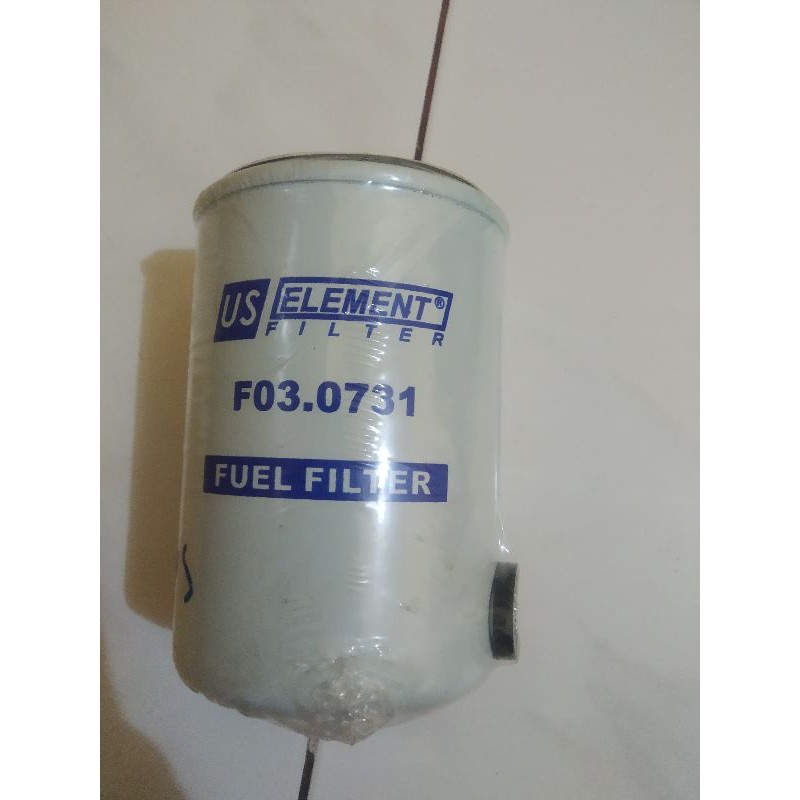 US ELEMENT®
FILTER
F03.0731
FUEL FILTER